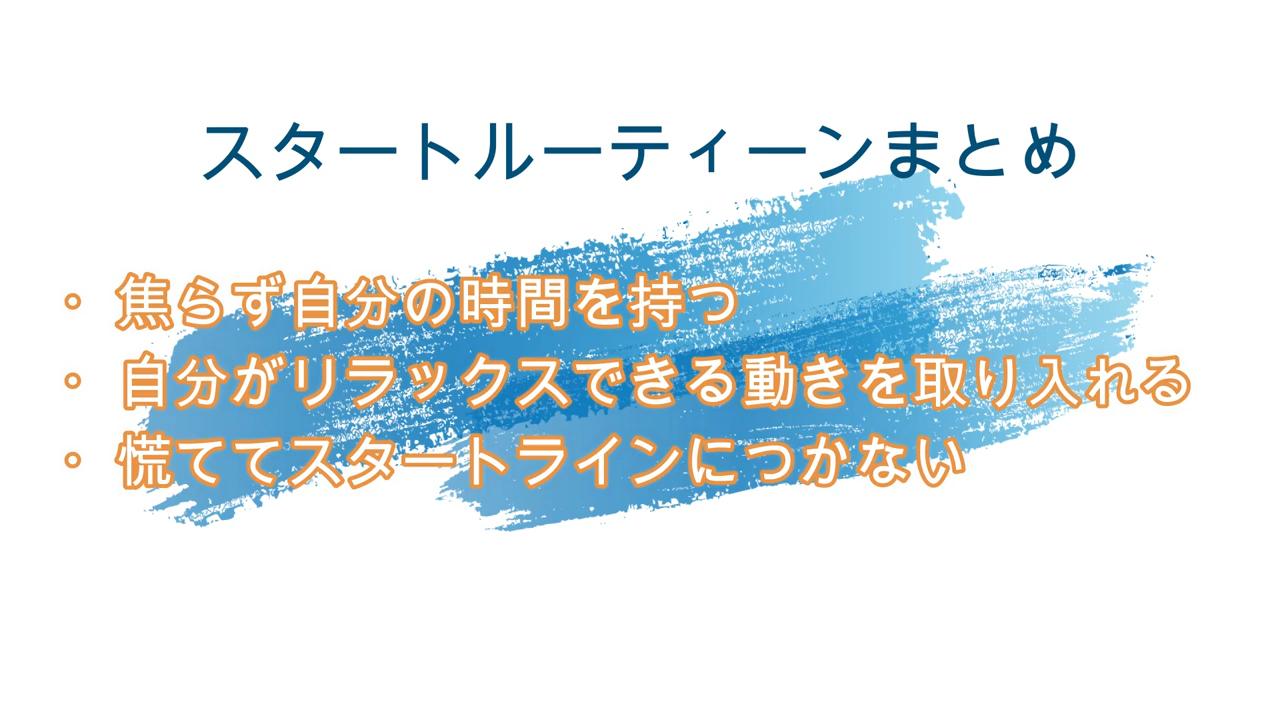 スタートルーティーンまとめ
• 焦らず自分の時間を持つ
• 自分がリラックスできる動きを取り入れる
• 慌ててスタートラインにつかない